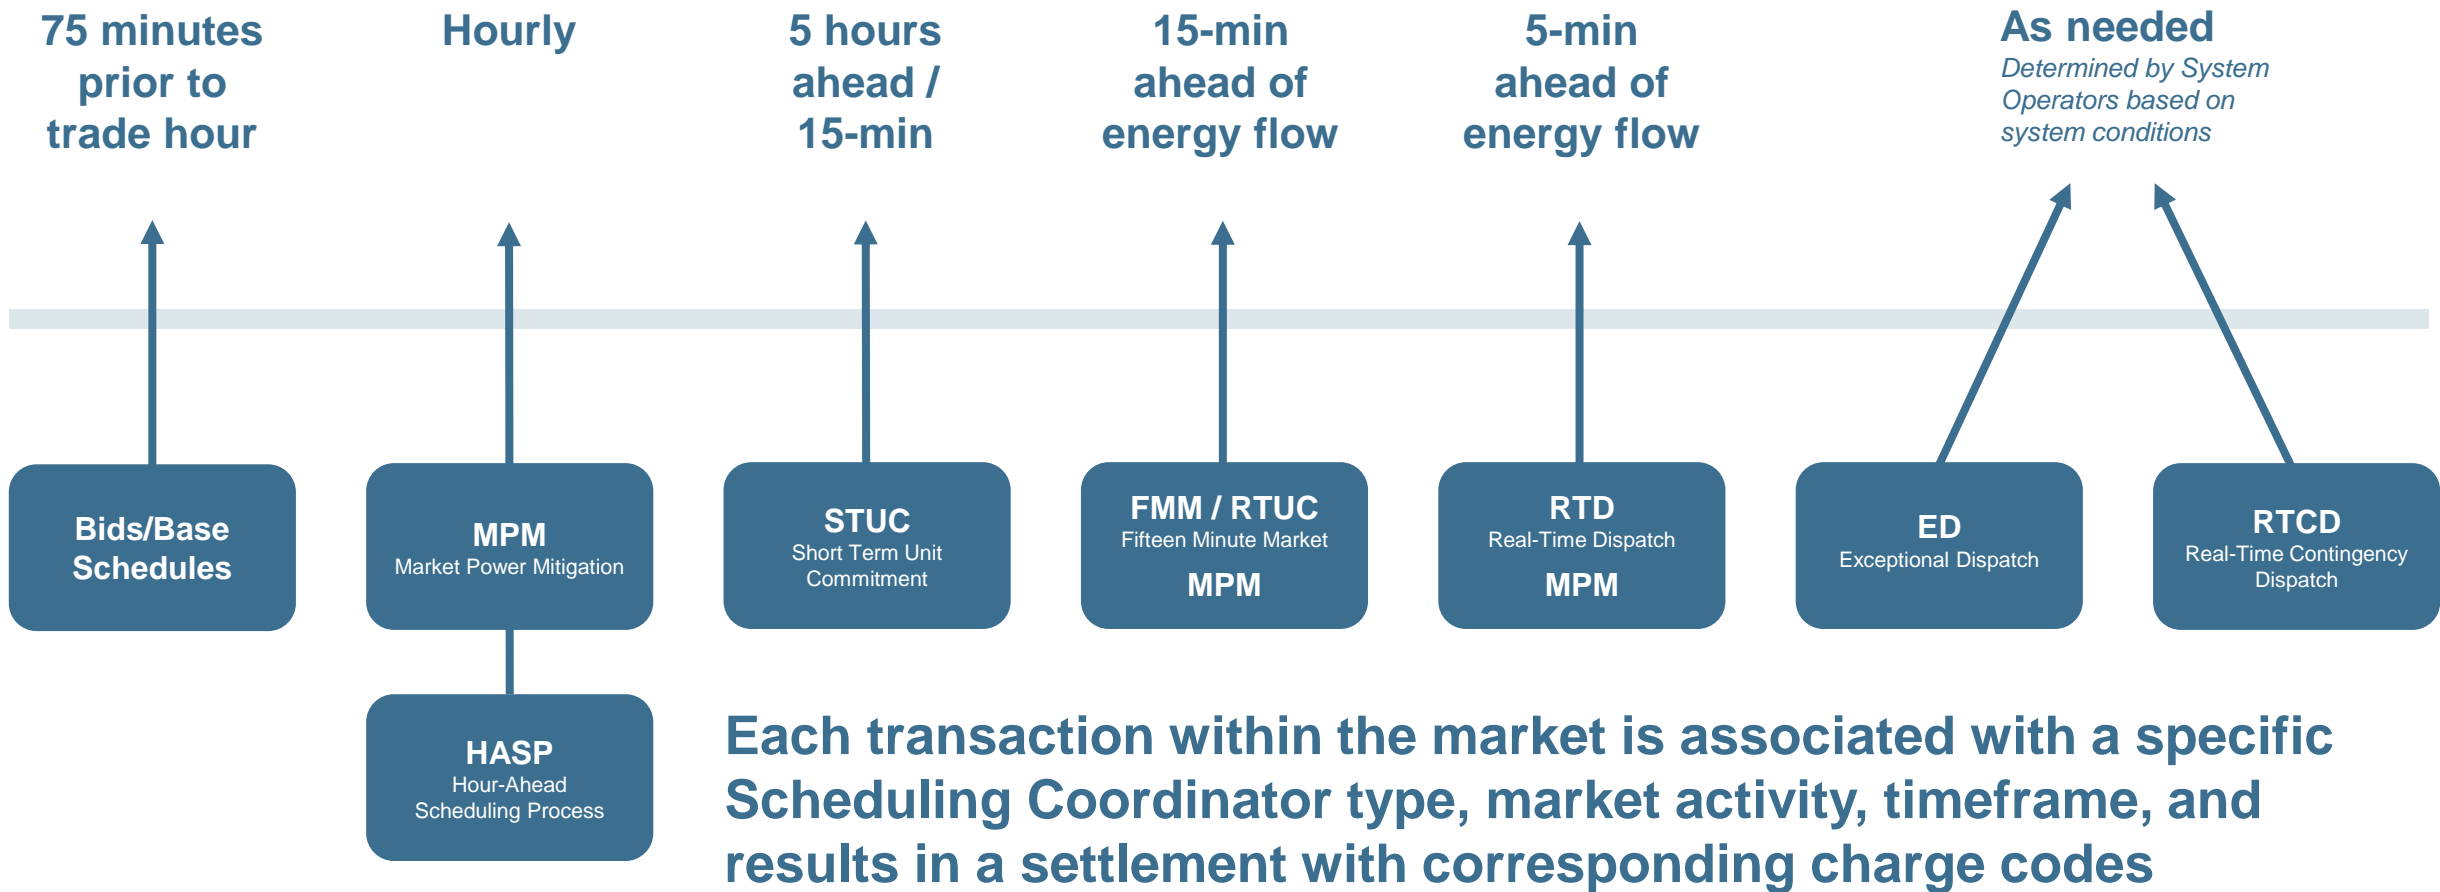 75 minutes
prior to
trade hour
Hourly
5 hours
ahead /
15-min
15-min
ahead of
energy flow
5-min
ahead of
energy flow
As needed
Determined by System
Operators based on
system conditions
Bids/Base
Schedules
MPM
Market Power Mitigation
HASP
Hour-Ahead
Scheduling Process
STUC
Short Term Unit
Commitment
FMM / RTUC
Fifteen Minute Market
MPM
RTD
Real-Time Dispatch
MPM
ED
Exceptional Dispatch
RTCD
Real-Time Contingency
Dispatch
Each transaction within the market is associated with a specific
Scheduling Coordinator type, market activity, timeframe, and
results in a settlement with corresponding charge codes